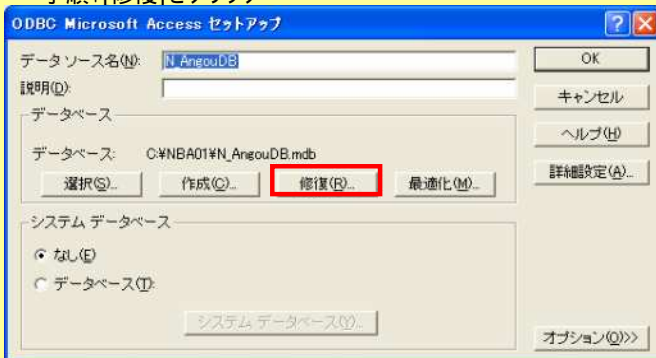 ODBC Microsoft Access セットアップ
データ ソース名(N): N_AngouDB
OK
説明(D):
キャンセル
データベース
ヘルプ(H)
データベース: C:¥NBA01¥N_AngouDB.mdb
詳細設定(A)...
選択(S)... 作成(C)... 修復(R)... 最適化(M)...
システム データベース
なし(E)
データベース(T):
システム データベース(Y)...
オプション(O)>>